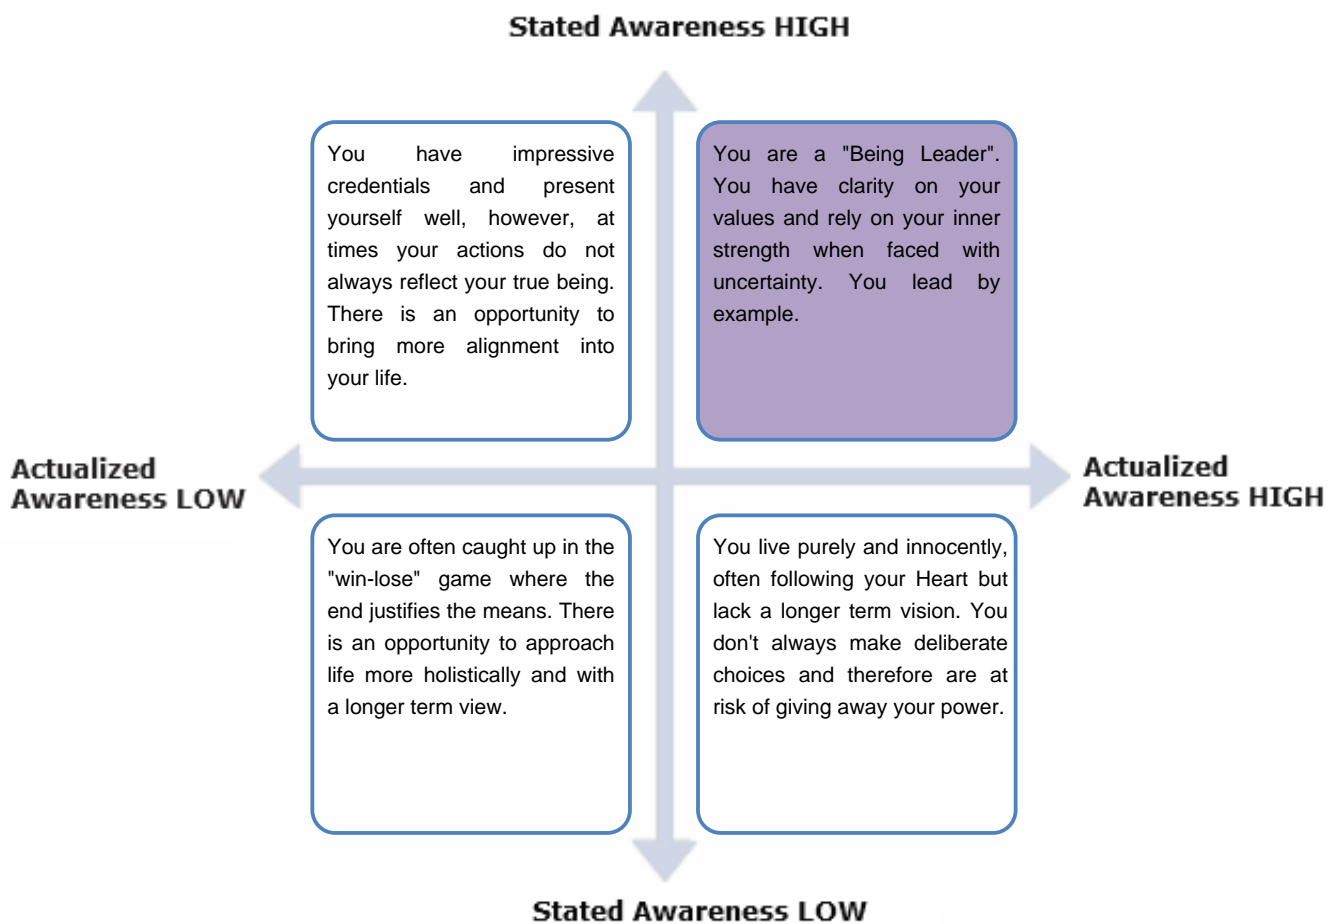 Stated Awareness HIGH
You have impressive
credentials and present
yourself well, however, at
times your actions do not
always reflect your true being.
There is an opportunity to
bring more alignment into
your life.
You are a "Being Leader".
You have clarity on your
values and rely on your inner
strength when faced with
uncertainty. You lead by
example.
Actualized
Awareness LOW
Actualized
Awareness HIGH
You are often caught up in the
"win-lose" game where the
end justifies the means. There
is an opportunity to approach
life more holistically and with
a longer term view.
You live purely and innocently,
often following your Heart but
lack a longer term vision. You
don't always make deliberate
choices and therefore are at
risk of giving away your power.
Stated Awareness LOW